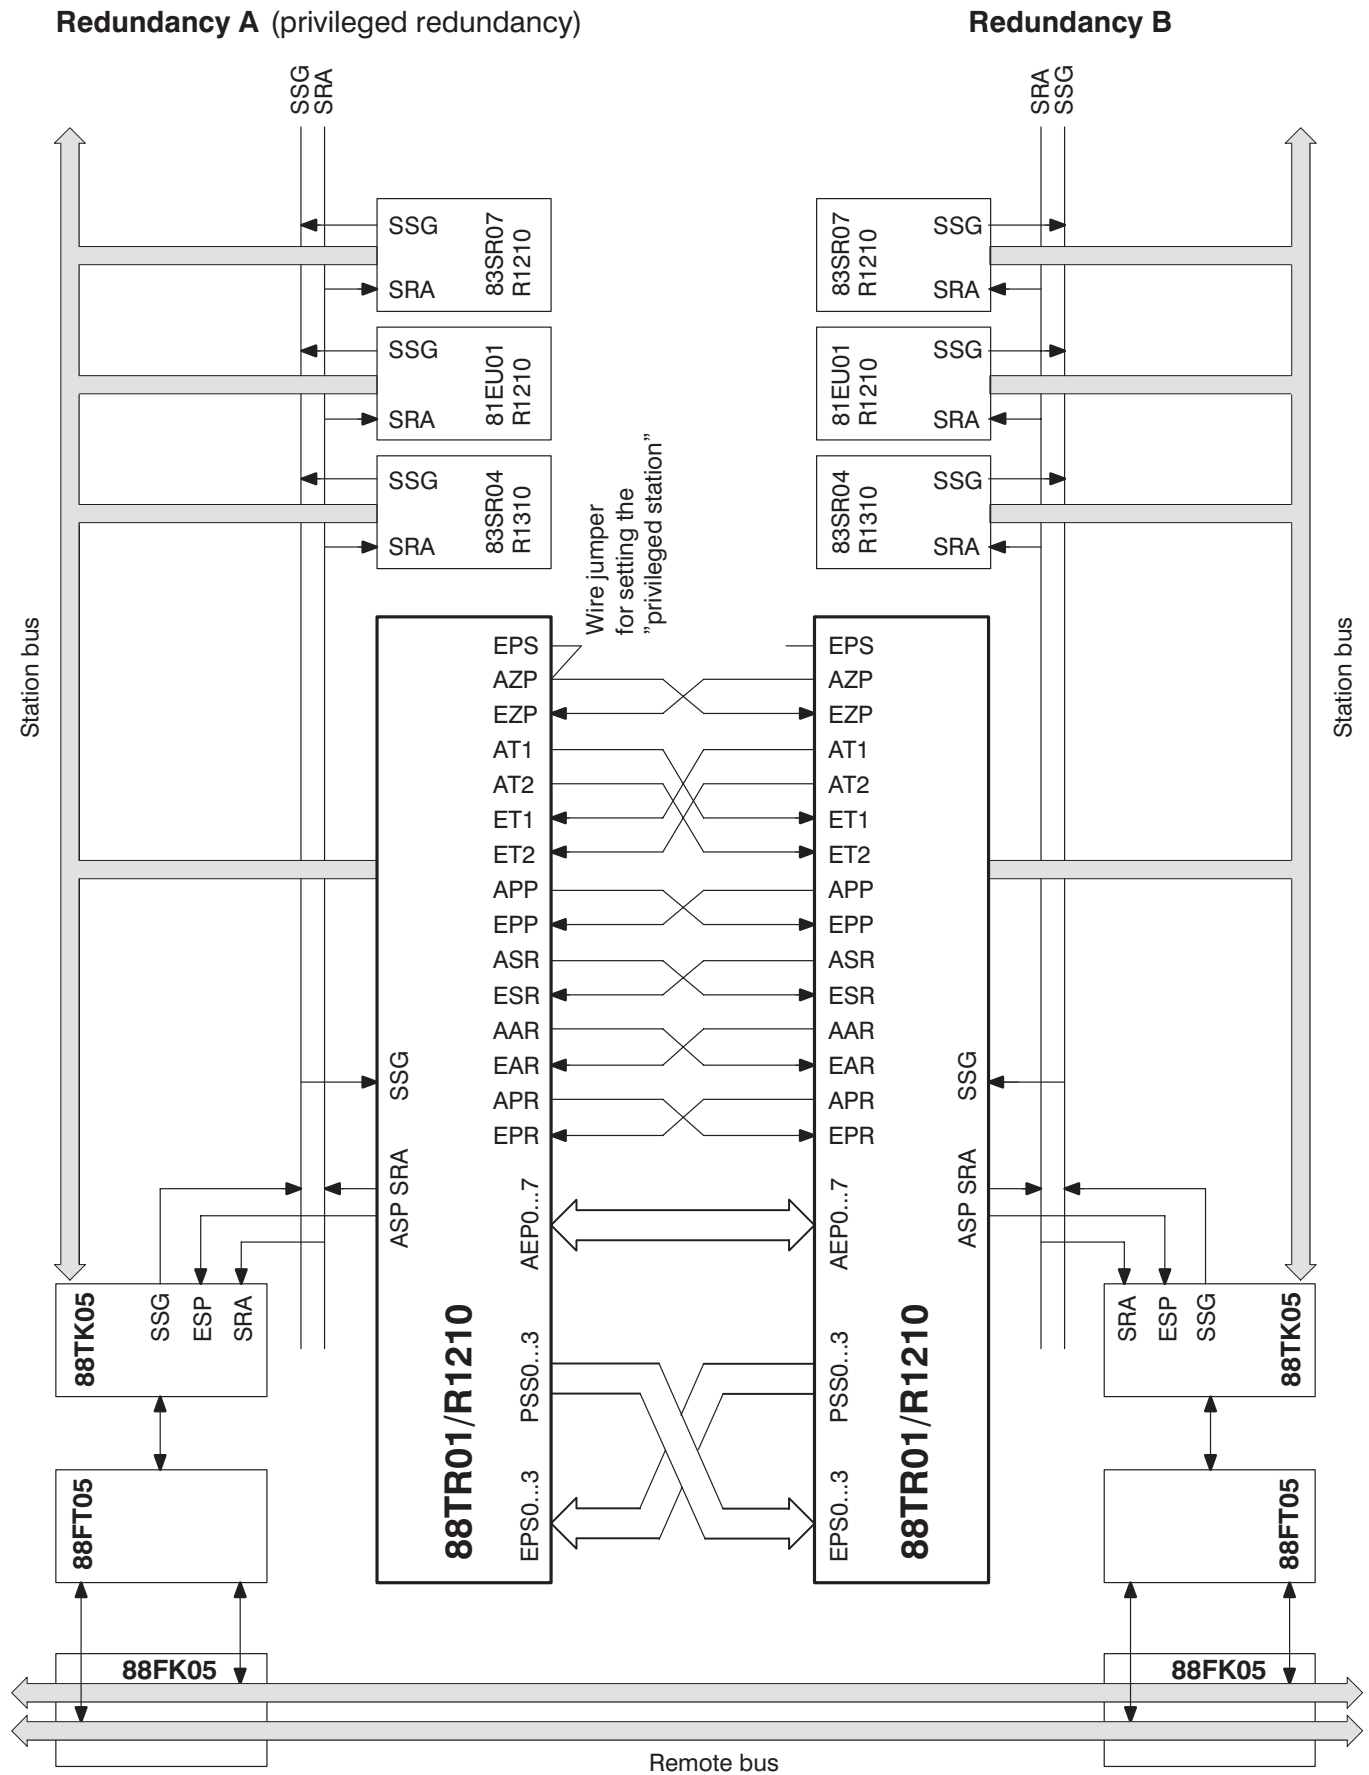 Redundancy A (privileged redundancy)
Redundancy B
SSG
SRA
SRA
SSG
SSG
SRA
83SR07
R1210
83SR07
R1210
SSG
SRA
SSG
SRA
81EU01
R1210
81EU01
R1210
SSG
SRA
SSG
SRA
83SR04
R1310
83SR04
R1310
SSG
SRA
Wire jumper
for setting the
”privileged station”
Station bus
Station bus
EPS
AZP
EZP
AT1
AT2
ET1
ET2
APP
EPP
ASR
ESR
AAR
EAR
APR
EPR
AEP0...7
PSS0...3
EPS0...3
SSG
ASP SRA
88TR01/R1210
EPS
AZP
EZP
AT1
AT2
ET1
ET2
APP
EPP
ASR
ESR
AAR
EAR
APR
EPR
AEP0...7
PSS0...3
EPS0...3
SSG
ASP SRA
88TR01/R1210
88TK05
SSG
ESP
SRA
SRA
ESP
SSG
88TK05
88FT05
88FT05
88FK05
88FK05
Remote bus